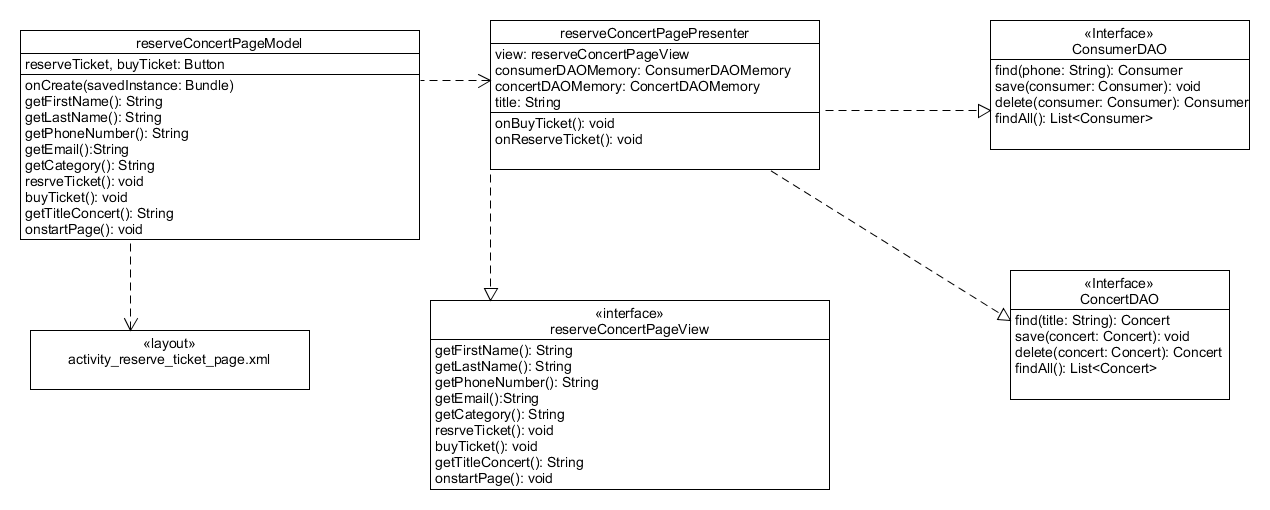 reserveConcertPageModel
reserveTicket, buyTicket: Button
onCreate(savedInstance: Bundle)
getFirstName(): String
getLastName(): String
getPhoneNumber(): String
getEmail():String
getCategory(): String
resrveTicket(): void
buyTicket(): void
getTitleConcert(): String
onstartPage(): void
«layout»
activity_reserve_ticket_page.xml
reserveConcertPagePresenter
view: reserveConcertPageView
consumerDAOMemory: ConsumerDAOMemory
concertDAOMemory: ConcertDAOMemory
title: String
onBuyTicket(): void
onReserveTicket(): void
«interface»
reserveConcertPageView
getFirstName(): String
getLastName(): String
getPhoneNumber(): String
getEmail():String
getCategory(): String
resrveTicket(): void
buyTicket(): void
getTitleConcert(): String
onstartPage(): void
«Interface»
ConsumerDAO
find(phone: String): Consumer
save(consumer: Consumer): void
delete(consumer: Consumer): Consumer
findAll(): List<Consumer>
«Interface»
ConcertDAO
find(title: String): Concert
save(concert: Concert): void
delete(concert: Concert): Concert
findAll(): List<Concert>